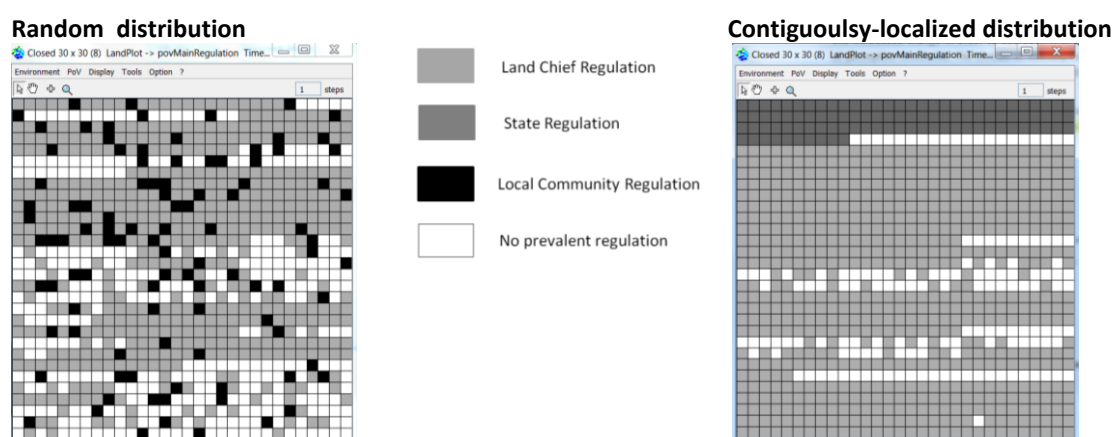 Random distribution
Contiguoulsy-localized distribution
Closed 30 x 30 (8) LandPlot -> povMainRegulation Time...
Environment PoV Display Tools Option ?
1 steps
Land Chief Regulation
State Regulation
Local Community Regulation
No prevalent regulation
Closed 30 x 30 (8) LandPlot -> povMainRegulation Time...
Environment PoV Display Tools Option ?
1 steps